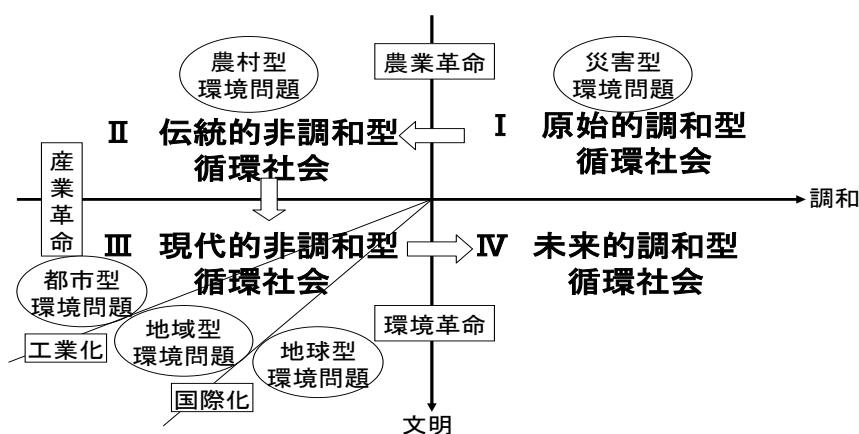 農村型
環境問題
農業革命
災害型
環境問題
Ⅱ 伝統的非調和型
循環社会
Ⅰ 原始的調和型
循環社会
産業革命
調和
Ⅲ 現代的非調和型
循環社会
Ⅳ 未来的調和型
循環社会
都市型
環境問題
工業化
地域型
環境問題
国際化
地球型
環境問題
環境革命
文明